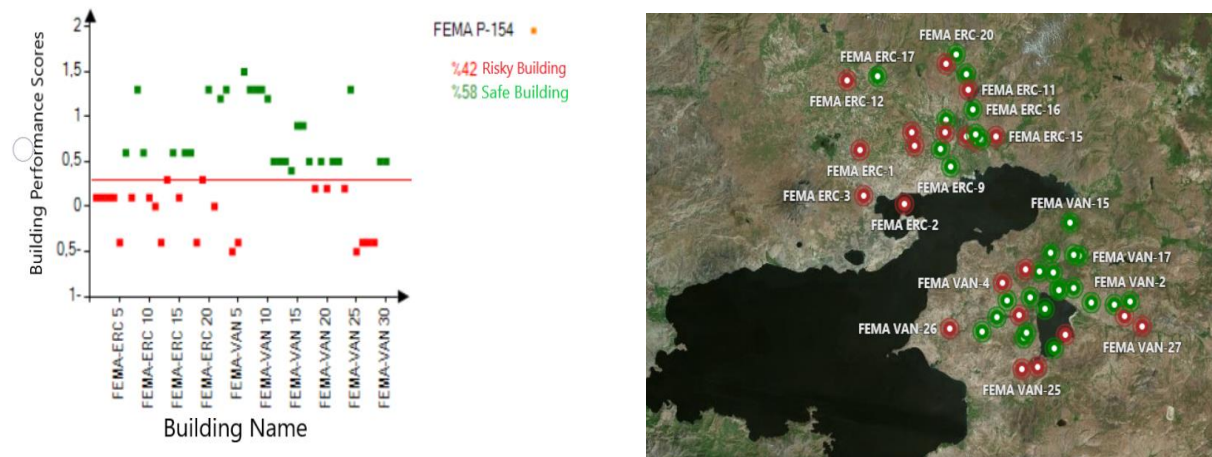 Building Performance Scores
2
1,5
1
0,5
0
0,5-
1-
FEMA P-154
%42 Risky Building
%58 Safe Building
FEMA-ERC 5
FEMA-ERC 10
FEMA-ERC 15
FEMA-ERC 20
FEMA-VAN 5
FEMA-VAN 10
FEMA-VAN 15
FEMA-VAN 20
FEMA-VAN 25
FEMA-VAN 30
Building Name
FEMA ERC-20
FEMA ERC-17
FEMA ERC-12
FEMA ERC-11
FEMA ERC-16
FEMA ERC-15
FEMA ERC-1
FEMA ERC-9
FEMA ERC-3
FEMA ERC-2
FEMA VAN-15
FEMA VAN-17
FEMA VAN-4
FEMA VAN-2
FEMA VAN-26
FEMA VAN-27
FEMA VAN-25